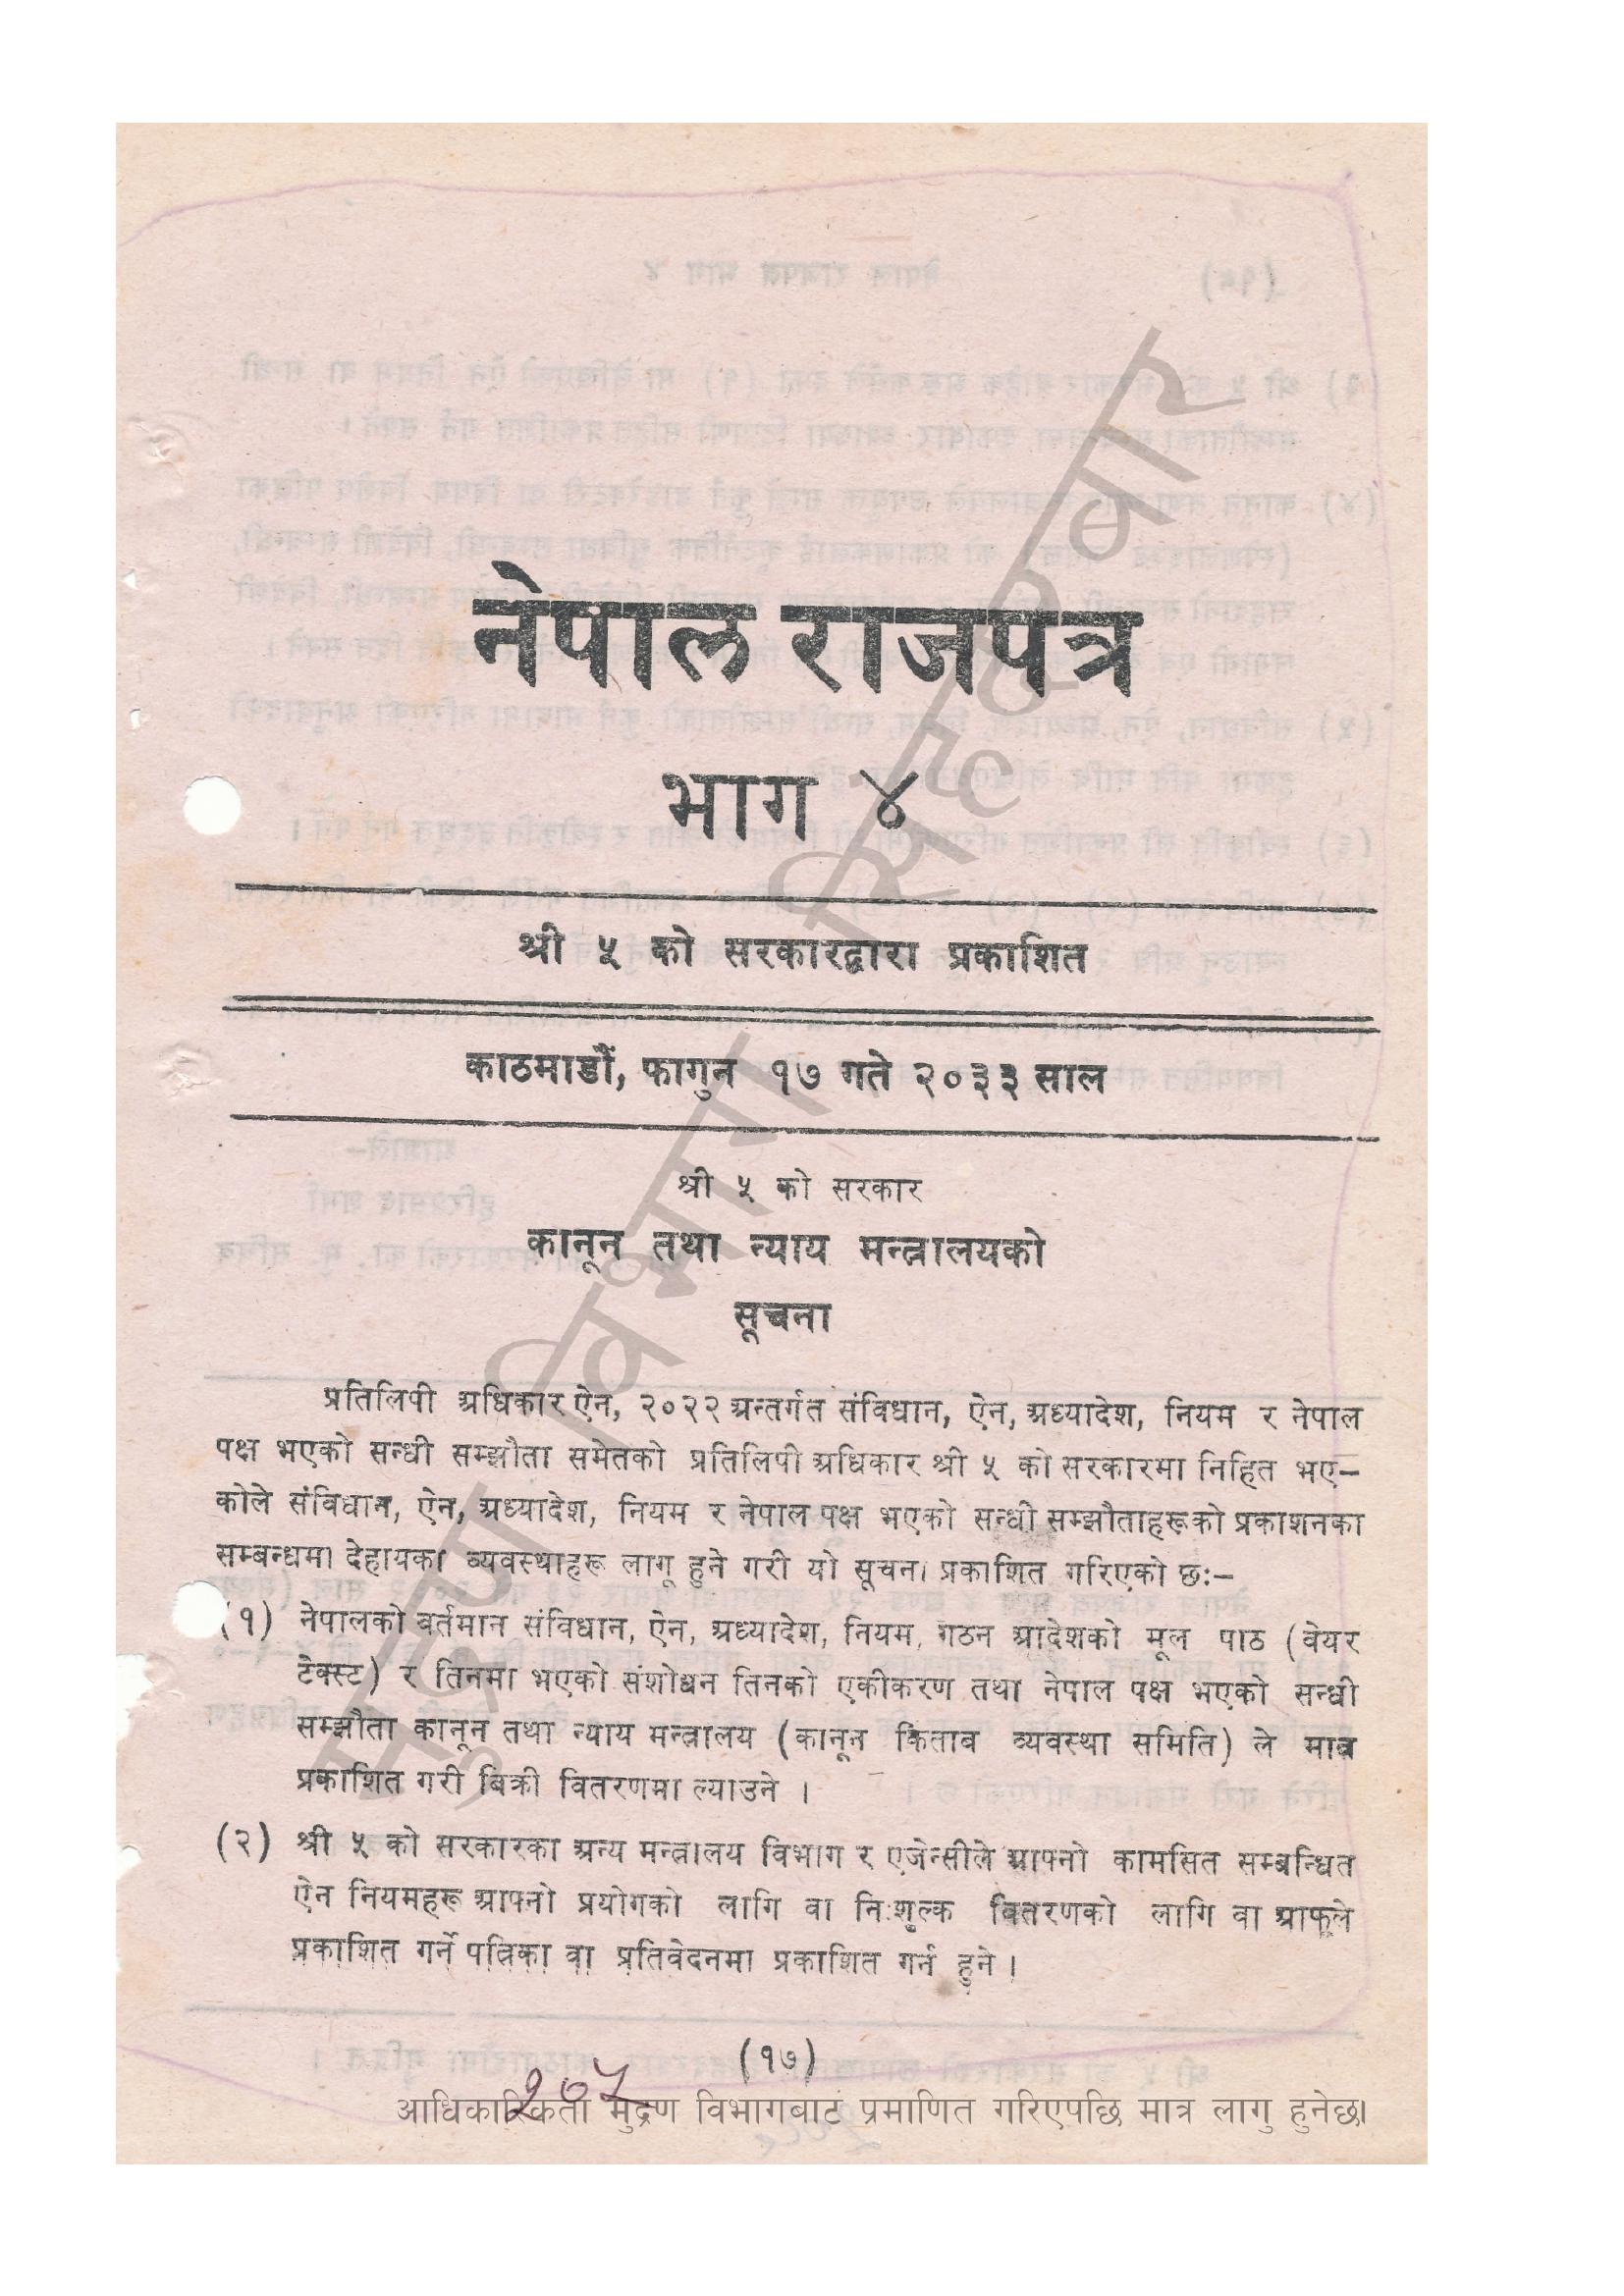 नेपाल राजपत्र
भाग ४
श्री ५ को सरकारद्वारा प्रकाशित
काठमाडौं, फागुन १७ गते २०३३ साल
श्री ५ को सरकार
कानून तथा न्याय मन्त्रालयको
सूचना
प्रतिलिपी अधिकार ऐन, २०२२ अन्तर्गत संविधान, ऐन, अध्यादेश, नियम र नेपाल
पक्ष भएको सन्धी सम्झौता समेतको प्रतिलिपी अधिकार श्री ५ को सरकारमा निहित भए–
कोले संविधान, ऐन, अध्यादेश, नियम र नेपाल पक्ष भएको सन्धी सम्झौताहरूको प्रकाशनका
सम्बन्धमा देहायका व्यवस्थाहरू लागू हुने गरी यो सूचना प्रकाशित गरिएको छः–
(१) नेपालको वर्तमान संविधान, ऐन, अध्यादेश, नियम, गठन आदेशको मूल पाठ (वेयर
टेक्स्ट) र तिनमा भएको संशोधन तिनको एकीकरण तथा नेपाल पक्ष भएको सन्धी
सम्झौता कानून तथा न्याय मन्त्रालय (कानून किताब व्यवस्था समिति) ले मात्र
प्रकाशित गरी बिक्री वितरणमा ल्याउने ।
(२) श्री ५ को सरकारका अन्य मन्त्रालय विभाग र एजेन्सीले आफ्नो कामसित सम्बन्धित
ऐन नियमहरू आफ्नो प्रयोगको लागि वा निःशुल्क वितरणको लागि वा आफूले
प्रकाशित गर्ने पत्रिका वा प्रतिवेदनमा प्रकाशित गर्न हुने ।
(१७)
२०५
आधिकारिकता मुद्रण विभागबाट प्रमाणित गरिएपछि मात्र लागु हुनेछ।
मुद्रण विभाग सिंहदरबार